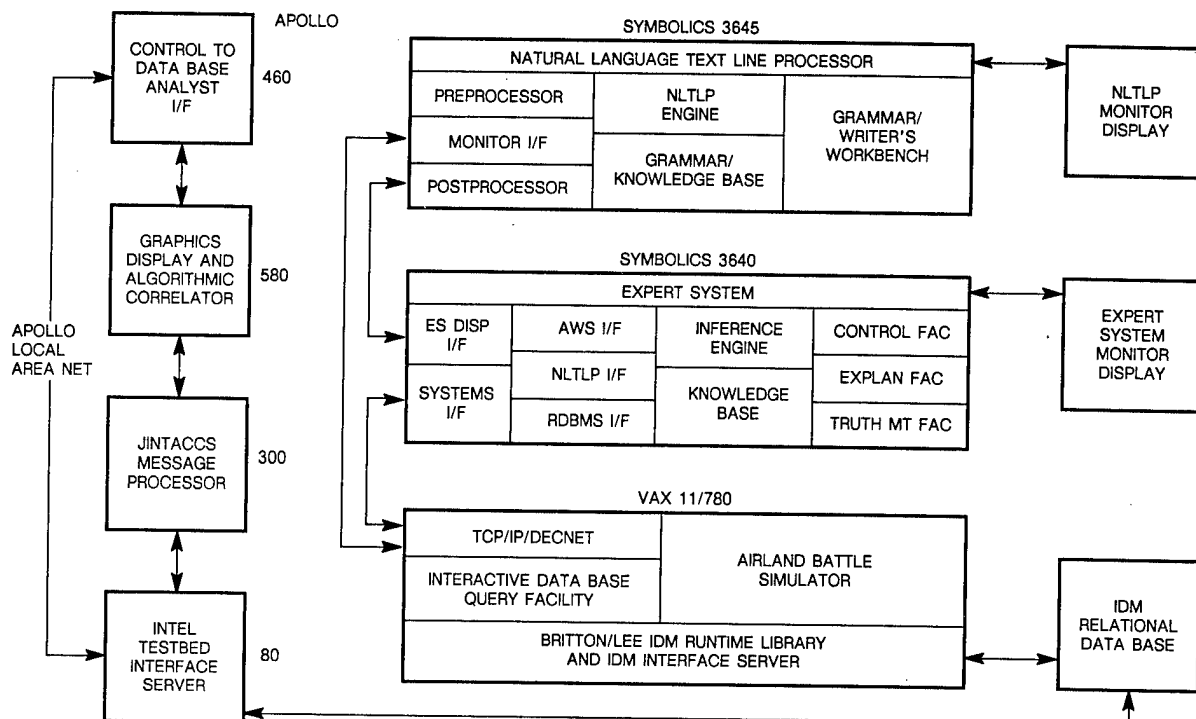 APOLLO
CONTROL TO
DATA BASE
ANALYST
I/F
460
GRAPHICS
DISPLAY AND
ALGORITHMIC
CORRELATOR
580
APOLLO
LOCAL
AREA NET
JINTACCS
MESSAGE
PROCESSOR
300
INTEL
TESTBED
INTERFACE
SERVER
80
SYMBOLICS 3645
NATURAL LANGUAGE TEXT LINE PROCESSOR
PREPROCESSOR
MONITOR I/F
POSTPROCESSOR
NLTLP
ENGINE
GRAMMAR/
KNOWLEDGE BASE
GRAMMAR/
WRITER'S
WORKBENCH
NLTLP
MONITOR
DISPLAY
SYMBOLICS 3640
EXPERT SYSTEM
ES DISP
I/F
SYSTEMS
I/F
AWS I/F
NLTLP I/F
RDBMS I/F
INFERENCE
ENGINE
KNOWLEDGE
BASE
CONTROL FAC
EXPLAN FAC
TRUTH MT FAC
EXPERT
SYSTEM
MONITOR
DISPLAY
VAX 11/780
TCP/IP/DECNET
INTERACTIVE DATA BASE
QUERY FACILITY
AIRLAND BATTLE
SIMULATOR
BRITTON/LEE IDM RUNTIME LIBRARY
AND IDM INTERFACE SERVER
IDM
RELATIONAL
DATA BASE